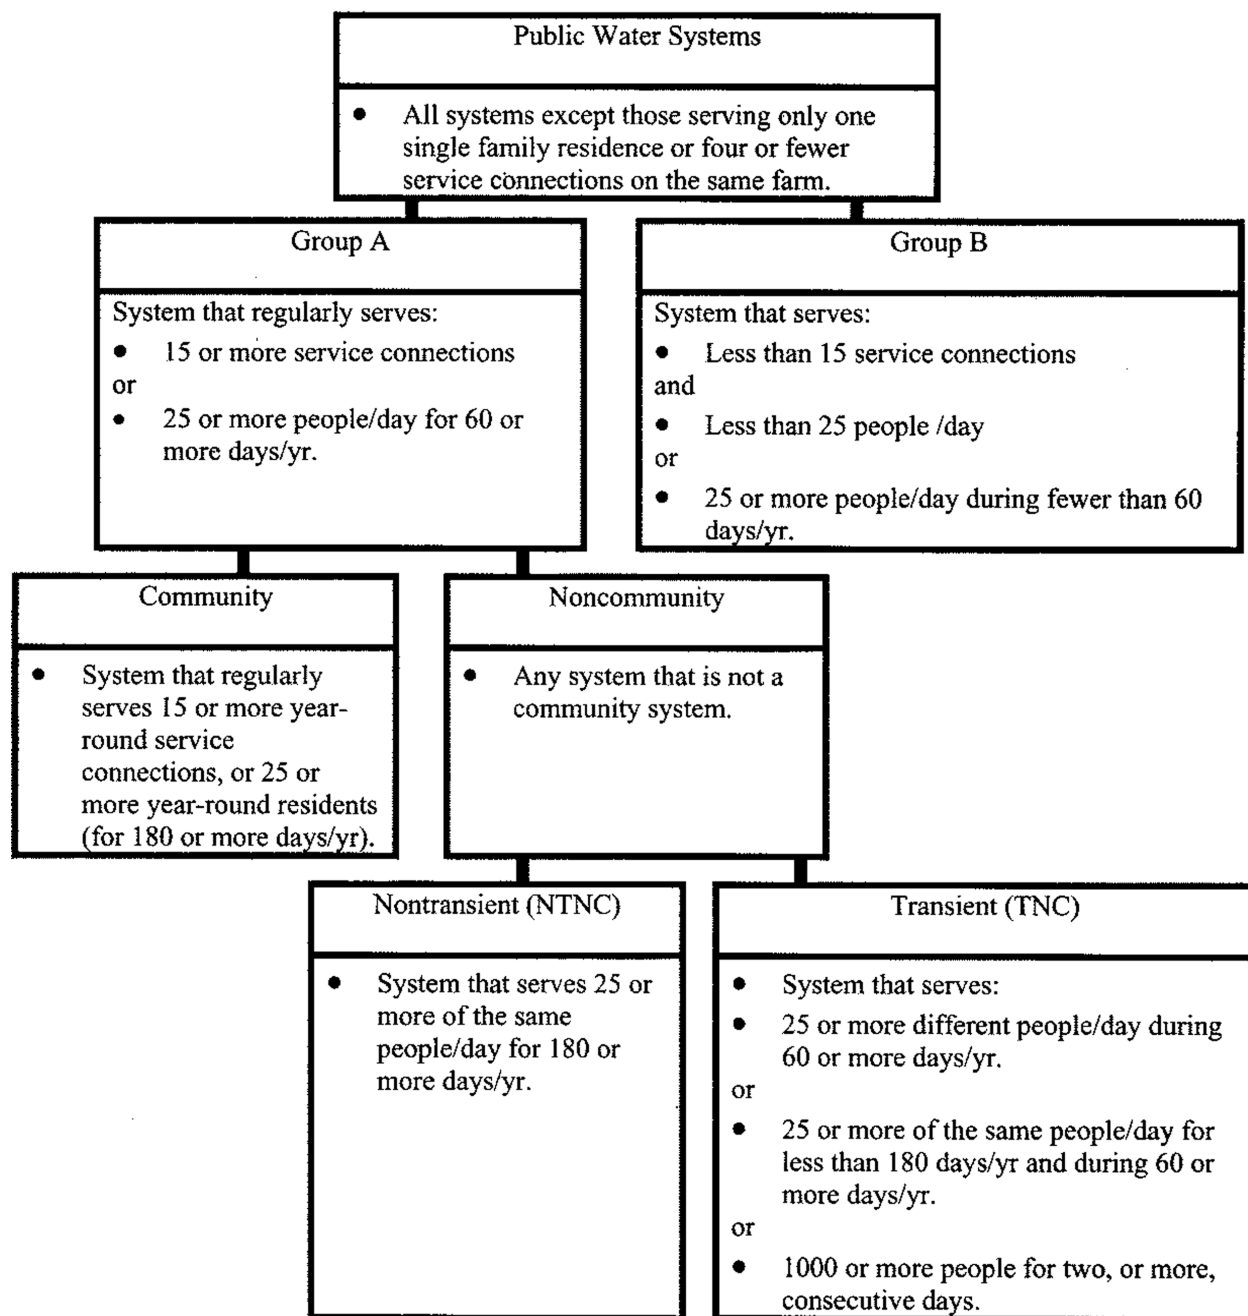 Public Water Systems
• All systems except those serving only one
single family residence or four or fewer
service connections on the same farm.
Group A
System that regularly serves:
• 15 or more service connections
or
• 25 or more people/day for 60 or
more days/yr.
Group B
System that serves:
• Less than 15 service connections
and
• Less than 25 people /day
or
• 25 or more people/day during fewer than 60
days/yr.
Community
• System that regularly
serves 15 or more year-
round service
connections, or 25 or
more year-round residents
(for 180 or more days/yr).
Noncommunity
• Any system that is not a
community system.
Nontransient (NTNC)
• System that serves 25 or
more of the same
people/day for 180 or
more days/yr.
Transient (TNC)
• System that serves:
• 25 or more different people/day during
60 or more days/yr.
or
• 25 or more of the same people/day for
less than 180 days/yr and during 60 or
more days/yr.
or
• 1000 or more people for two, or more,
consecutive days.